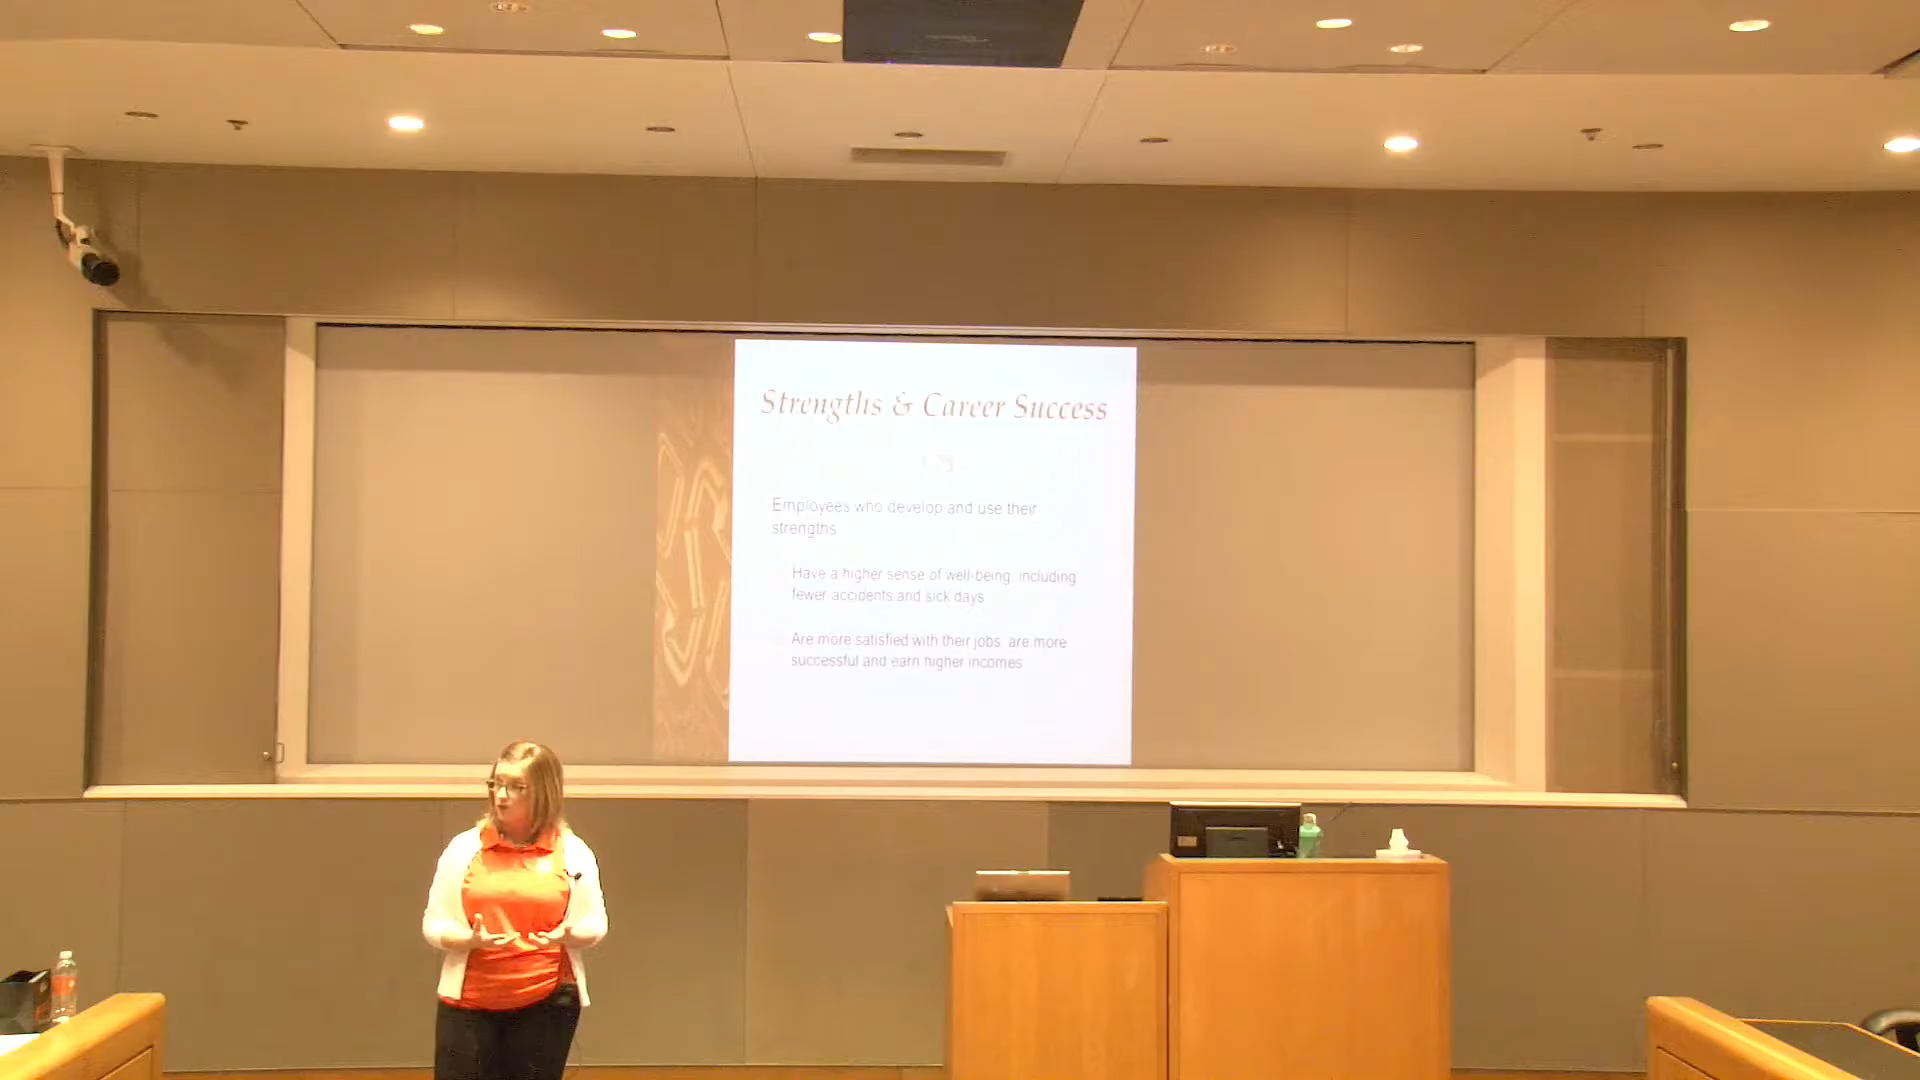 Strengths & Career Success
Employees who develop and use their
strengths
Have a higher sense of well-being, including
fewer accidents and sick days
Are more satisfied with their jobs, are more
successful and earn higher incomes